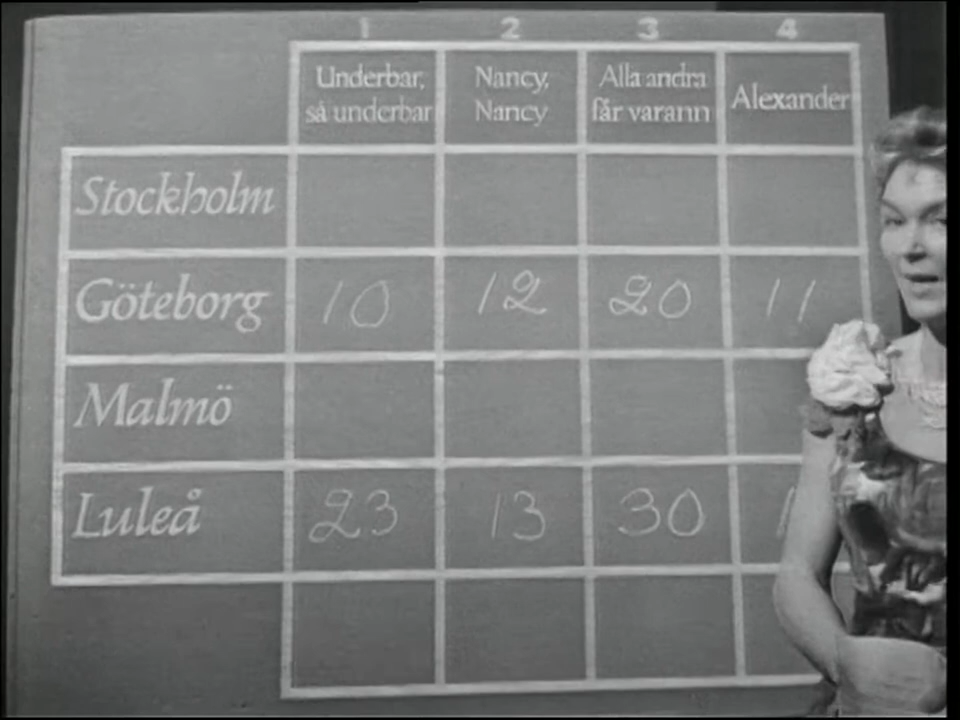 1 2 3 4
Underbar, Nancy, Alla andra Alexander
så underbar Nancy får varann
Stockholm
Göteborg 10 12 20 11
Malmö
Luleå 23 13 30